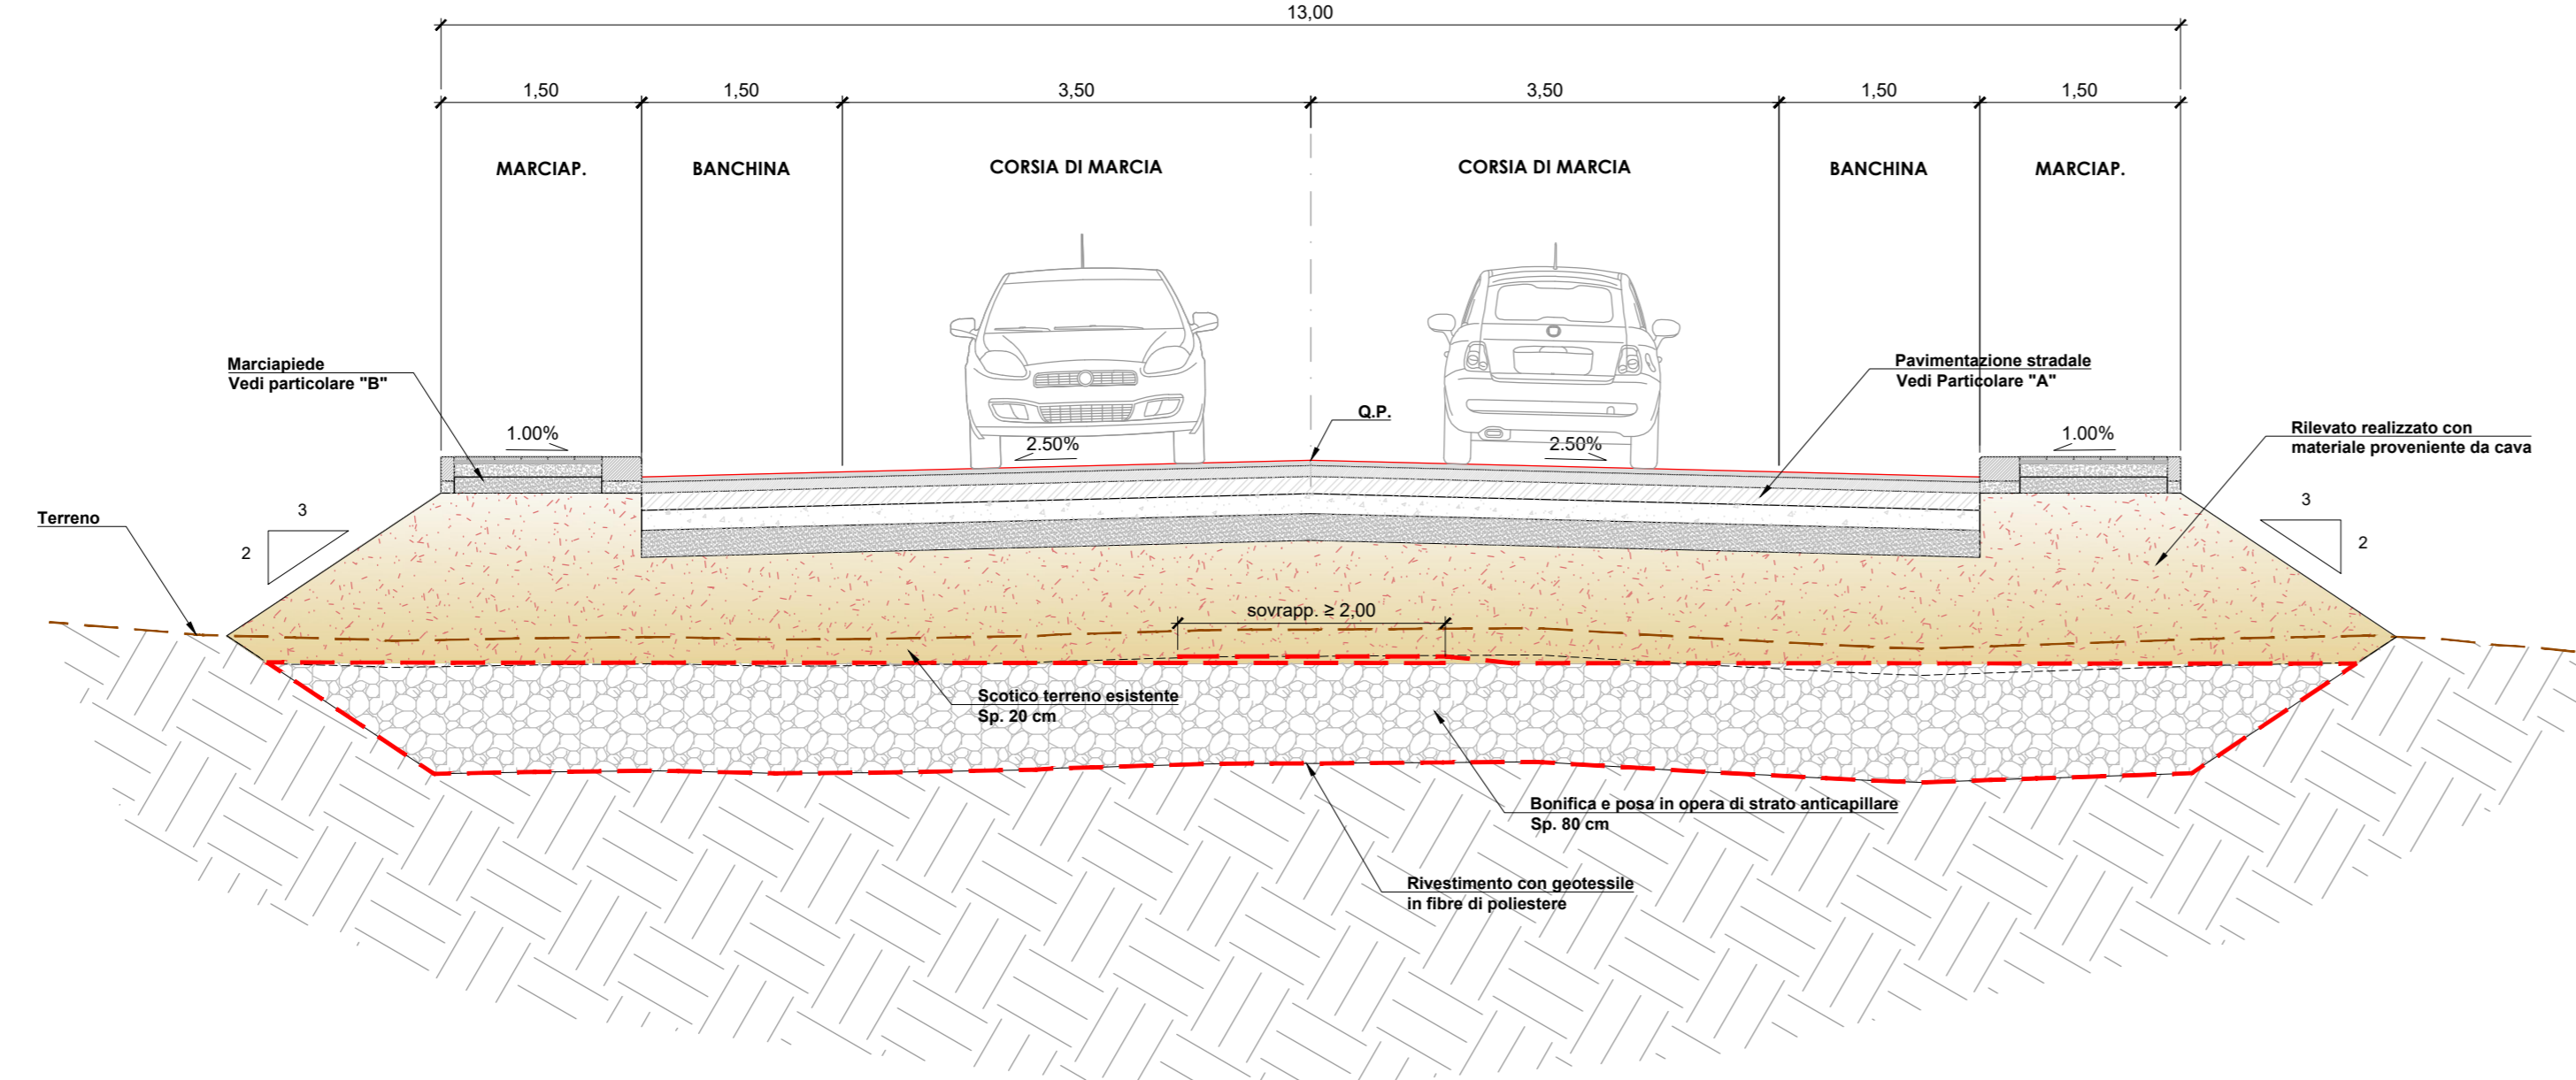 13,00
1,50 1,50 3,50 3,50 1,50 1,50
MARCIAP. BANCHINA CORSIA DI MARCIA CORSIA DI MARCIA BANCHINA MARCIAP.
Marciapiede
Vedi particolare "B"
Pavimentazione stradale
Vedi Particolare "A"
Q.P.
1.00% 2.50% 2.50% 1.00%
Rilevato realizzato con
materiale proveniente da cava
3
2
3
2
Terreno
sovrapp. ≥ 2,00
Scotico terreno esistente
Sp. 20 cm
Bonifica e posa in opera di strato anticapillare
Sp. 80 cm
Rivestimento con geotessile
in fibre di poliestere